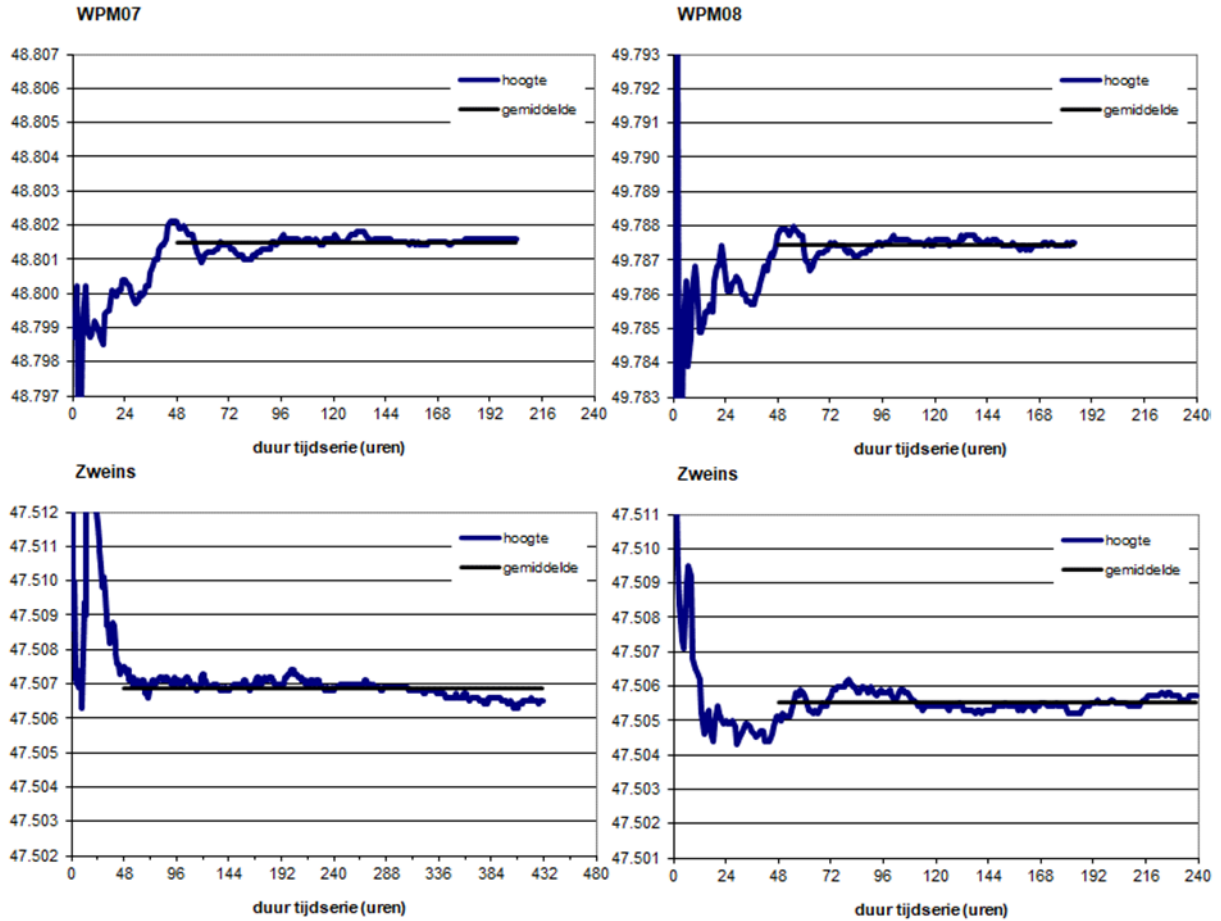 WPM07
48.807
48.806
48.805
48.804
48.803
48.802
48.801
48.800
48.799
48.798
48.797
hoogte
gemiddelde
0 24 48 72 96 120 144 168 192 216 240
duur tijdserie (uren)
WPM08
49.793
49.792
49.791
49.790
49.789
49.788
49.787
49.786
49.785
49.784
49.783
hoogte
gemiddelde
0 24 48 72 96 120 144 168 192 216 240
duur tijdserie (uren)
Zweins
47.512
47.511
47.510
47.509
47.508
47.507
47.506
47.505
47.504
47.503
47.502
hoogte
gemiddelde
0 48 96 144 192 240 288 336 384 432 480
duur tijdserie (uren)
Zweins
47.511
47.510
47.509
47.508
47.507
47.506
47.505
47.504
47.503
47.502
47.501
hoogte
gemiddelde
0 24 48 72 96 120 144 168 192 216 240
duur tijdserie (uren)